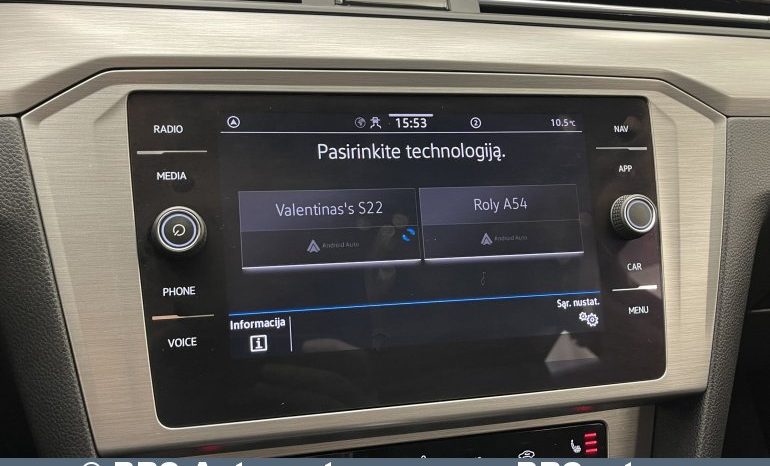 RADIO
MEDIA
PHONE
VOICE
15:53
2
10.5°C
Pasirinkite technologiją.
Valentinas's S22
Roly A54
Android Auto
Android Auto
Informacija
i
Sąr. nustat.
NAV
APP
CAR
MENU